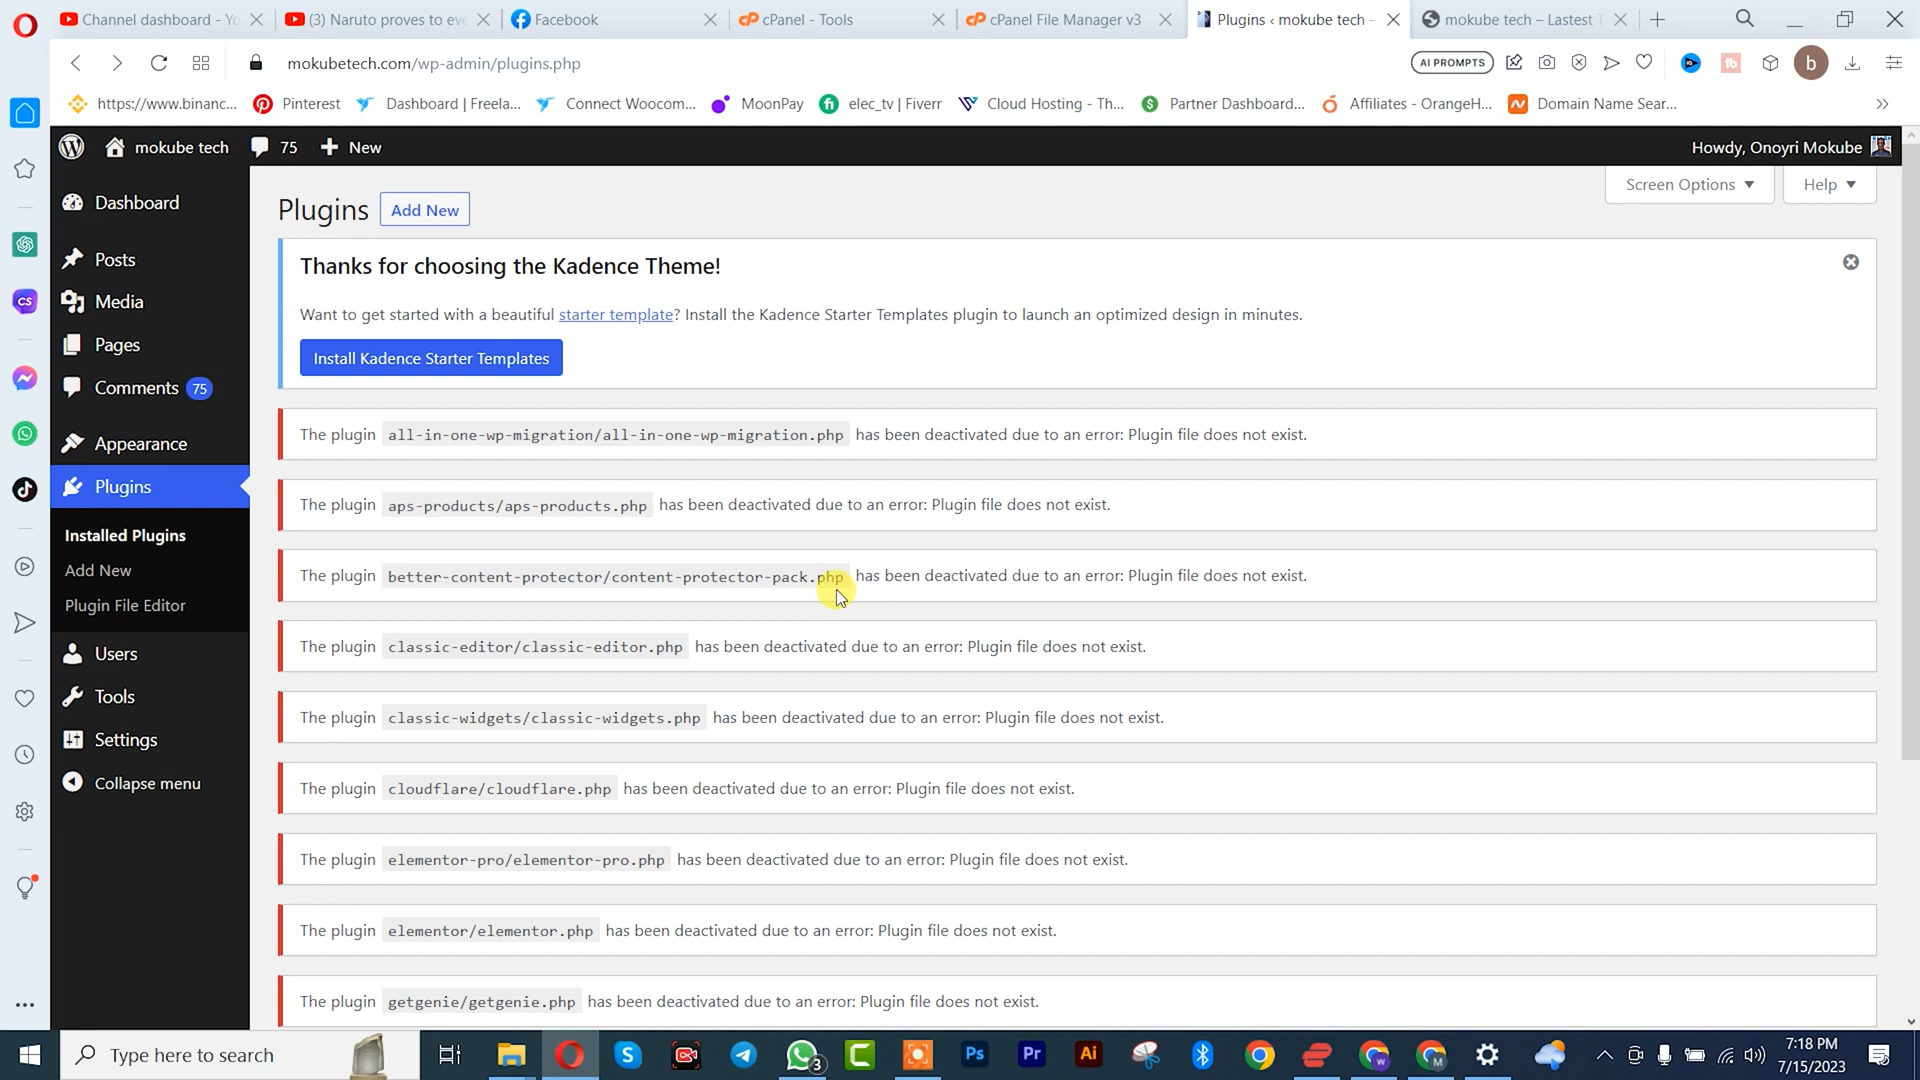 Channel dashboard - Yo
(3) Naruto proves to eve
Facebook
cPanel - Tools
cPanel File Manager v3
Plugins ‹ mokube tech –
mokube tech – Lastest T
mokubetech.com/wp-admin/plugins.php
AI PROMPTS
b
https://www.binanc...
Pinterest
Dashboard | Freela...
Connect Woocom...
MoonPay
elec_tv | Fiverr
Cloud Hosting - Th...
Partner Dashboard...
Affiliates - OrangeH...
Domain Name Sear...
mokube tech
75
New
Howdy, Onoyri Mokube
Screen Options
Help
Dashboard
Posts
Media
Pages
Comments 75
Appearance
Plugins
Installed Plugins
Add New
Plugin File Editor
Users
Tools
Settings
Collapse menu
Plugins
Add New
Thanks for choosing the Kadence Theme!
Want to get started with a beautiful starter template? Install the Kadence Starter Templates plugin to launch an optimized design in minutes.
Install Kadence Starter Templates
The plugin all-in-one-wp-migration/all-in-one-wp-migration.php has been deactivated due to an error: Plugin file does not exist.
The plugin aps-products/aps-products.php has been deactivated due to an error: Plugin file does not exist.
The plugin better-content-protector/content-protector-pack.php has been deactivated due to an error: Plugin file does not exist.
The plugin classic-editor/classic-editor.php has been deactivated due to an error: Plugin file does not exist.
The plugin classic-widgets/classic-widgets.php has been deactivated due to an error: Plugin file does not exist.
The plugin cloudflare/cloudflare.php has been deactivated due to an error: Plugin file does not exist.
The plugin elementor-pro/elementor-pro.php has been deactivated due to an error: Plugin file does not exist.
The plugin elementor/elementor.php has been deactivated due to an error: Plugin file does not exist.
The plugin getgenie/getgenie.php has been deactivated due to an error: Plugin file does not exist.
CS
Type here to search
3
Ps
Pr
Ai
W
M
7:18 PM
7/15/2023